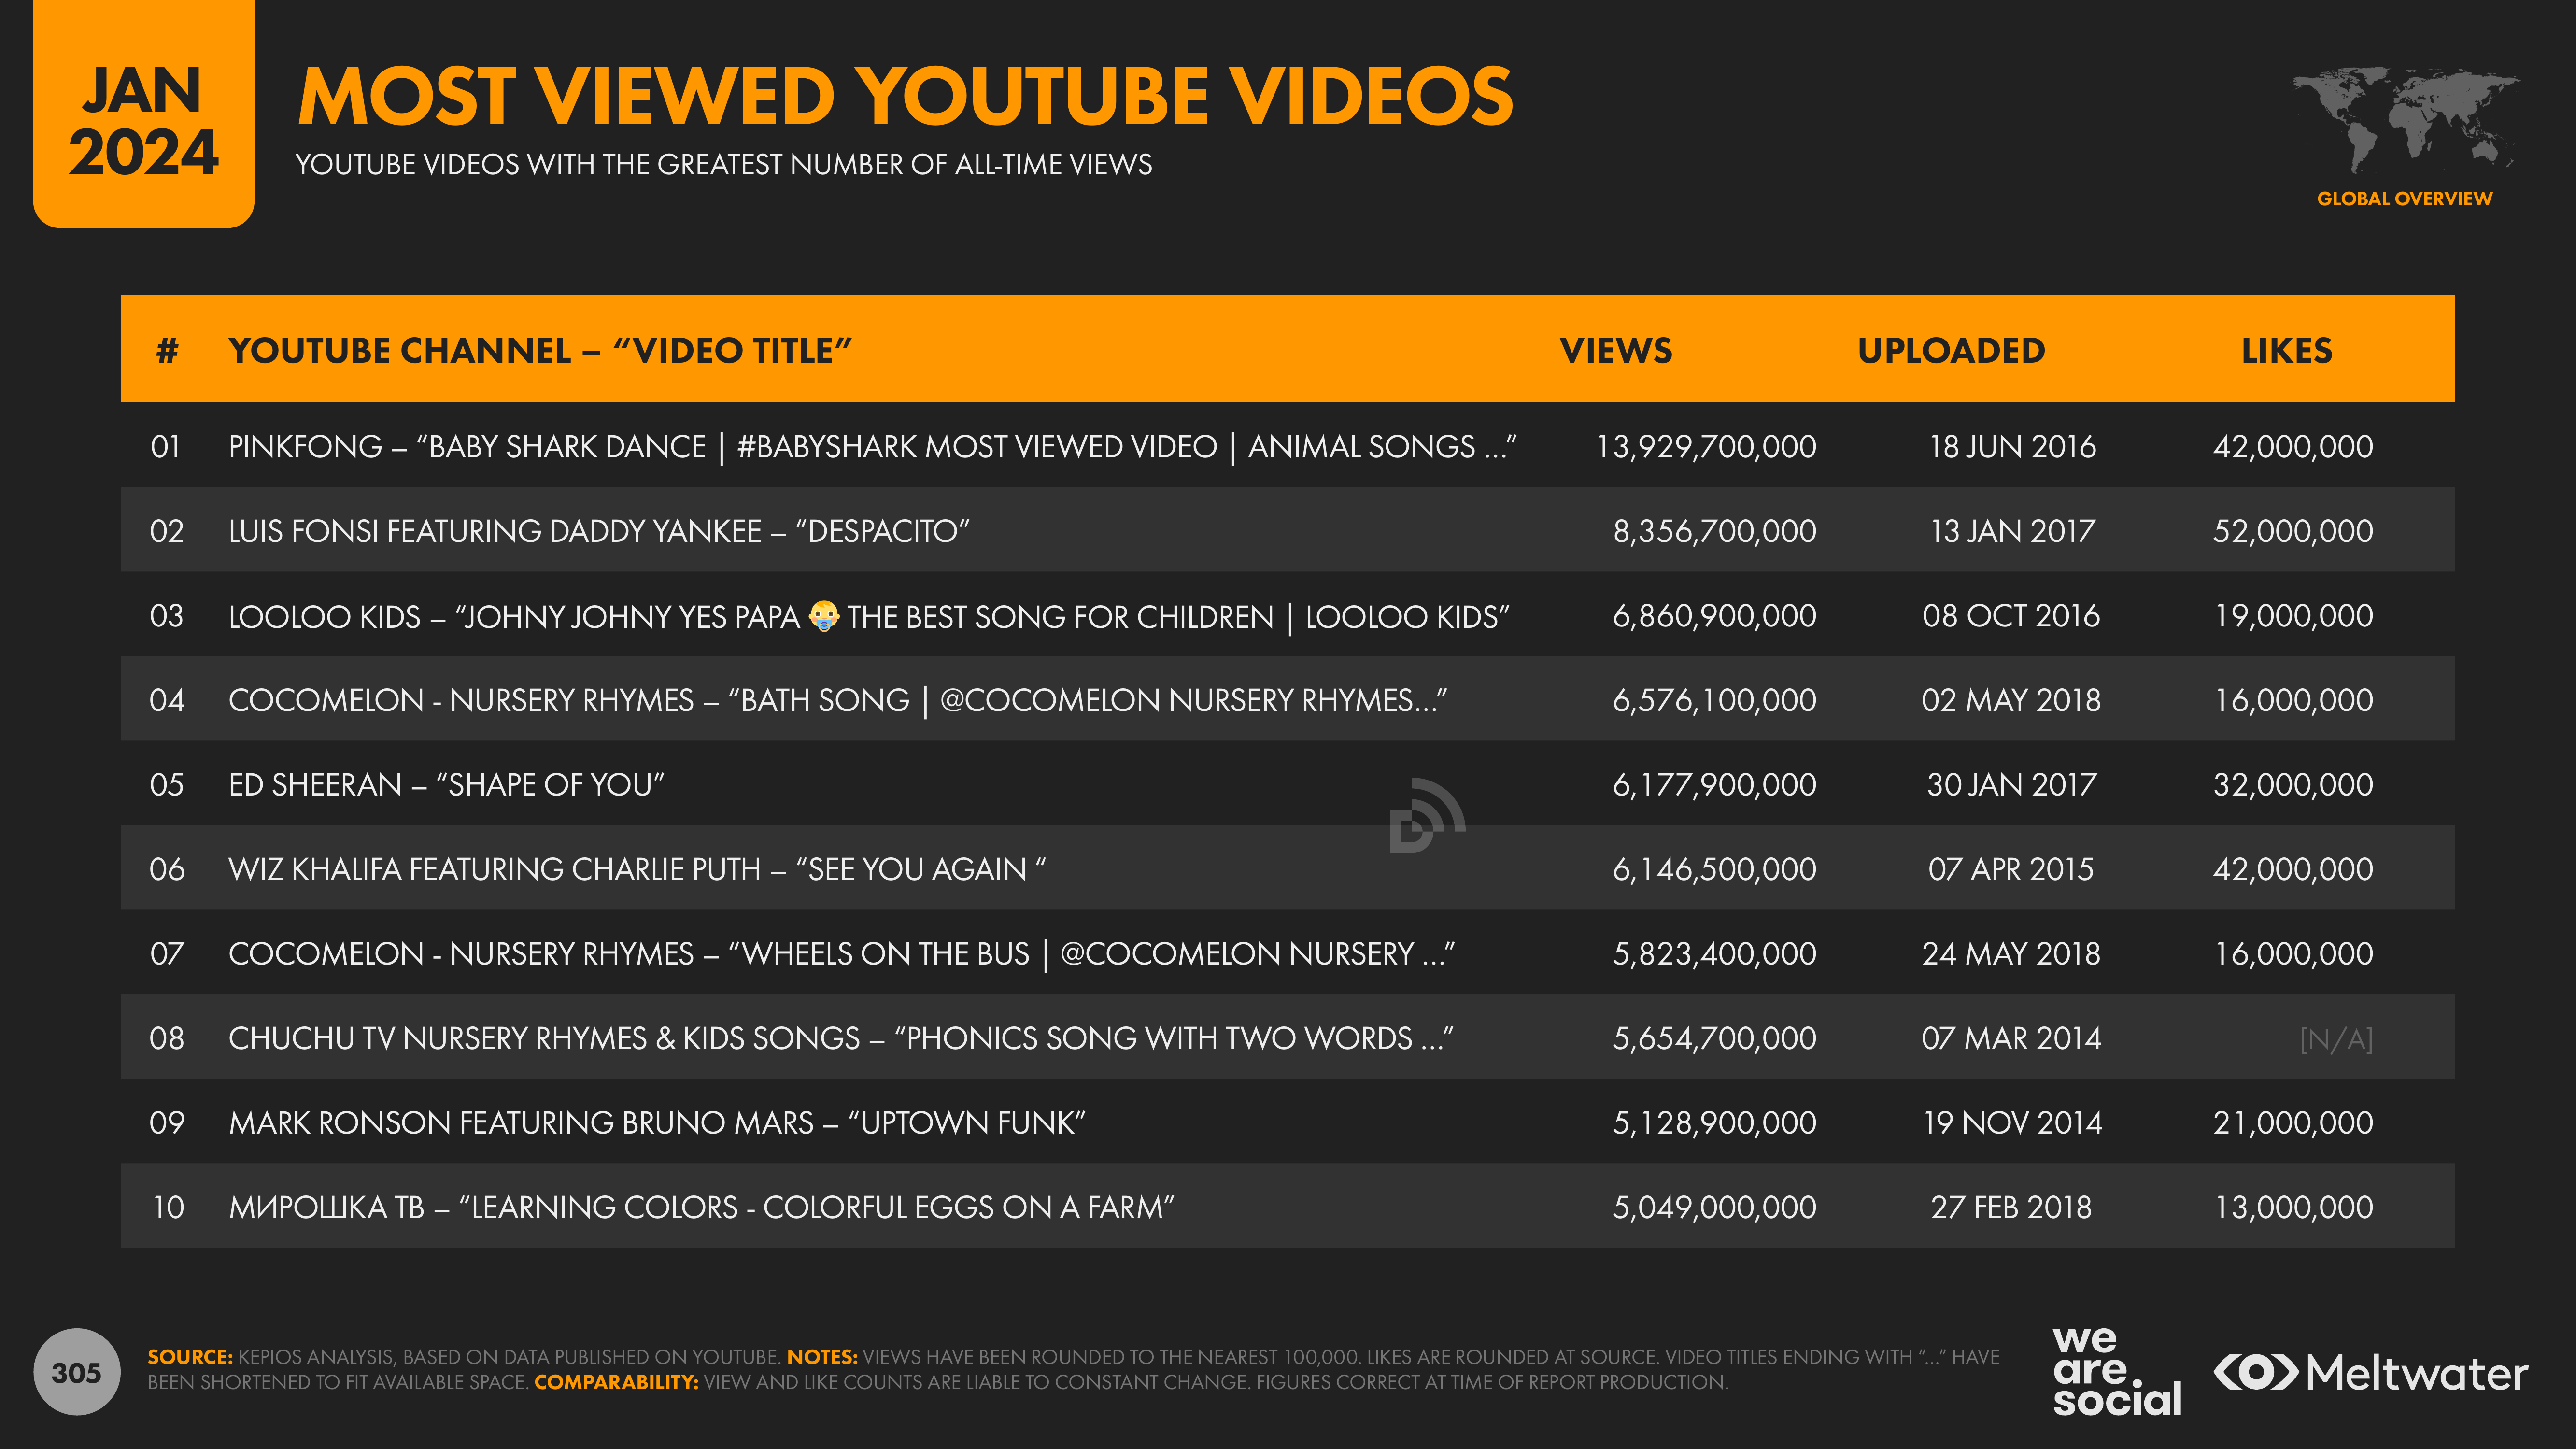 JAN
2024
MOST VIEWED YOUTUBE VIDEOS
YOUTUBE VIDEOS WITH THE GREATEST NUMBER OF ALL-TIME VIEWS
GLOBAL OVERVIEW
# YOUTUBE CHANNEL – “VIDEO TITLE” VIEWS UPLOADED LIKES
01 PINKFONG – “BABY SHARK DANCE | #BABYSHARK MOST VIEWED VIDEO | ANIMAL SONGS ...” 13,929,700,000 18 JUN 2016 42,000,000
02 LUIS FONSI FEATURING DADDY YANKEE – “DESPACITO” 8,356,700,000 13 JAN 2017 52,000,000
03 LOOLOO KIDS – “JOHNY JOHNY YES PAPA 👶 THE BEST SONG FOR CHILDREN | LOOLOO KIDS” 6,860,900,000 08 OCT 2016 19,000,000
04 COCOMELON - NURSERY RHYMES – “BATH SONG | @COCOMELON NURSERY RHYMES...” 6,576,100,000 02 MAY 2018 16,000,000
05 ED SHEERAN – “SHAPE OF YOU” 6,177,900,000 30 JAN 2017 32,000,000
06 WIZ KHALIFA FEATURING CHARLIE PUTH – “SEE YOU AGAIN “ 6,146,500,000 07 APR 2015 42,000,000
07 COCOMELON - NURSERY RHYMES – “WHEELS ON THE BUS | @COCOMELON NURSERY ...” 5,823,400,000 24 MAY 2018 16,000,000
08 CHUCHU TV NURSERY RHYMES & KIDS SONGS – “PHONICS SONG WITH TWO WORDS ...” 5,654,700,000 07 MAR 2014 [N/A]
09 MARK RONSON FEATURING BRUNO MARS – “UPTOWN FUNK” 5,128,900,000 19 NOV 2014 21,000,000
10 МИРОШКА ТВ – “LEARNING COLORS - COLORFUL EGGS ON A FARM” 5,049,000,000 27 FEB 2018 13,000,000
305
SOURCE: KEPIOS ANALYSIS, BASED ON DATA PUBLISHED ON YOUTUBE. NOTES: VIEWS HAVE BEEN ROUNDED TO THE NEAREST 100,000. LIKES ARE ROUNDED AT SOURCE. VIDEO TITLES ENDING WITH “...” HAVE
BEEN SHORTENED TO FIT AVAILABLE SPACE. COMPARABILITY: VIEW AND LIKE COUNTS ARE LIABLE TO CONSTANT CHANGE. FIGURES CORRECT AT TIME OF REPORT PRODUCTION.
we
are
social
Meltwater